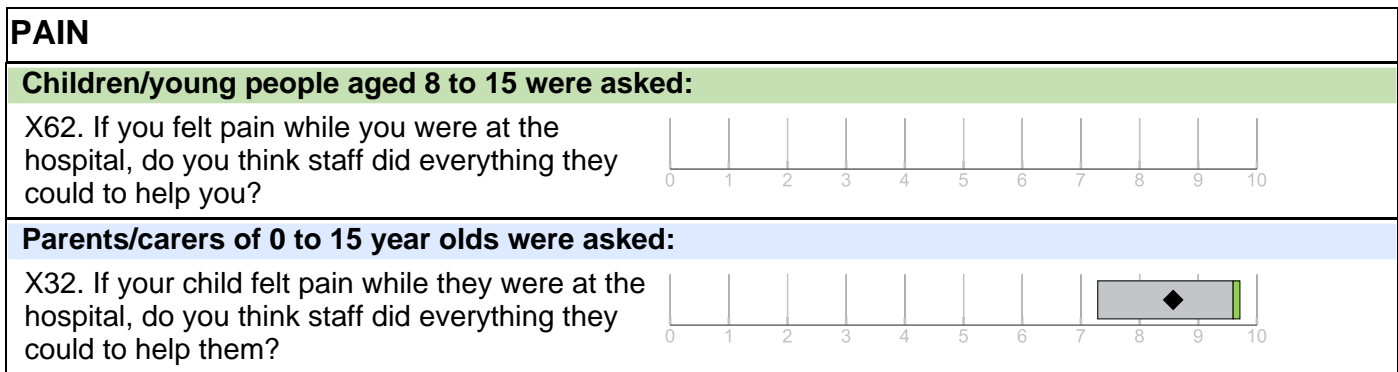 PAIN
Children/young people aged 8 to 15 were asked:
X62. If you felt pain while you were at the
hospital, do you think staff did everything they
could to help you?
0 1 2 3 4 5 6 7 8 9 10
Parents/carers of 0 to 15 year olds were asked:
X32. If your child felt pain while they were at the
hospital, do you think staff did everything they
could to help them?
0 1 2 3 4 5 6 7 8 9 10